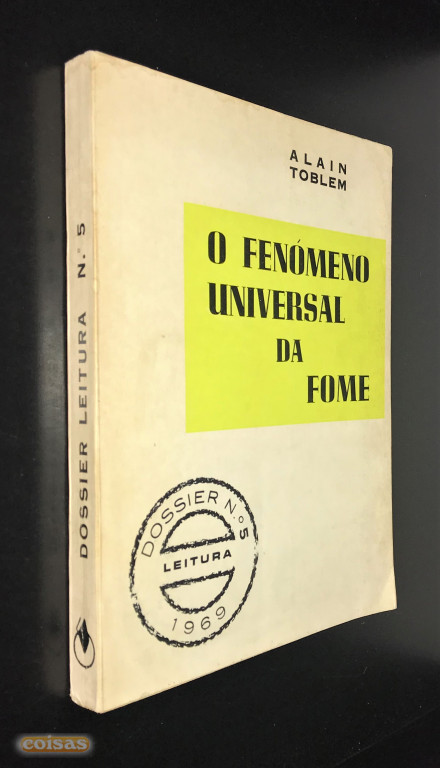 ALAIN
TOBLEM
O FENÓMENO
UNIVERSAL
DA
FOME
DOSSIER N.º 5
LEITURA
1969
DOSSIER LEITURA N.º 5
coisas